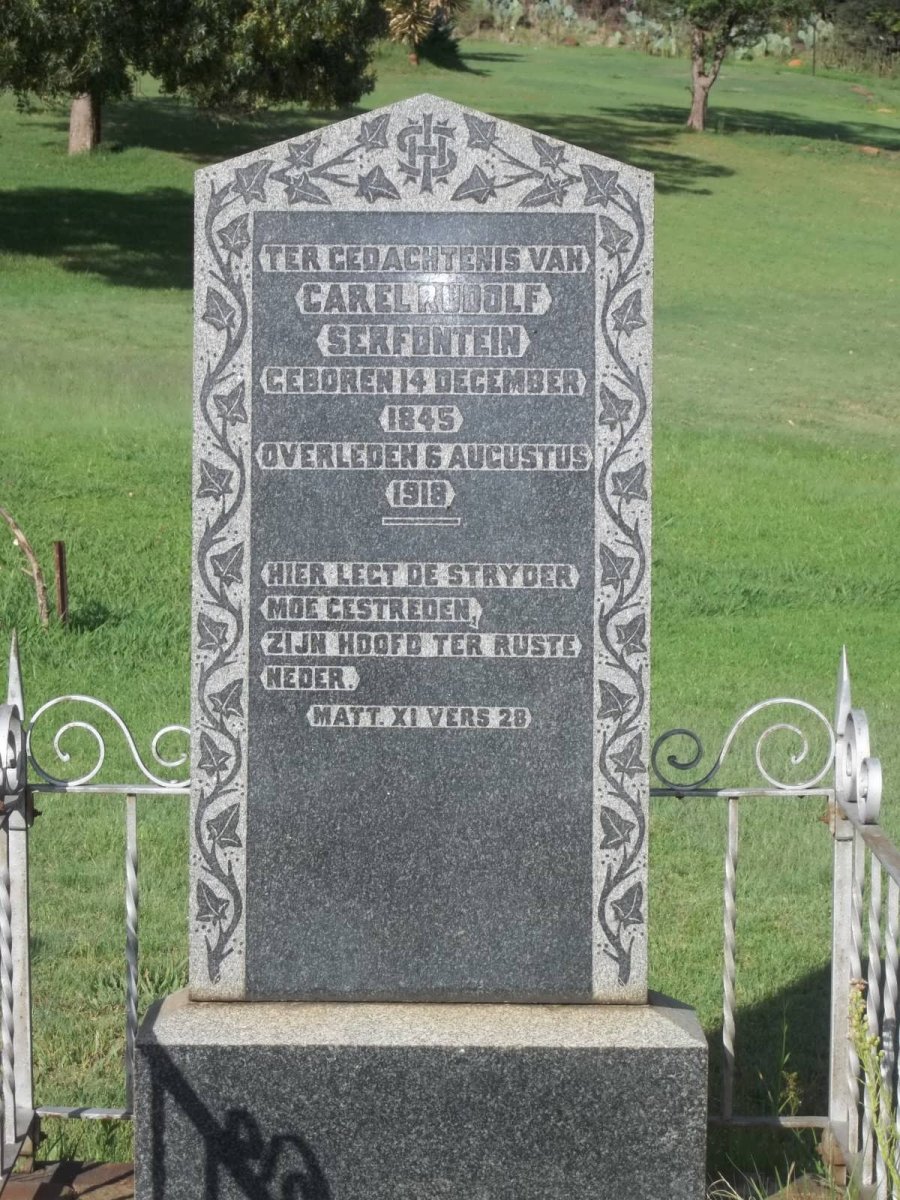 IHS
TER GEDACHTENIS VAN
CAREL RUDOLF
SERFONTEIN
GEBOREN 14 DECEMBER
1845
OVERLEDEN 6 AUGUSTUS
1918
HIER LEGT DE STRYDER
MOE GESTREDEN,
ZIJN HOOFD TER RUSTE
NEDER.
MATT. XI VERS 28